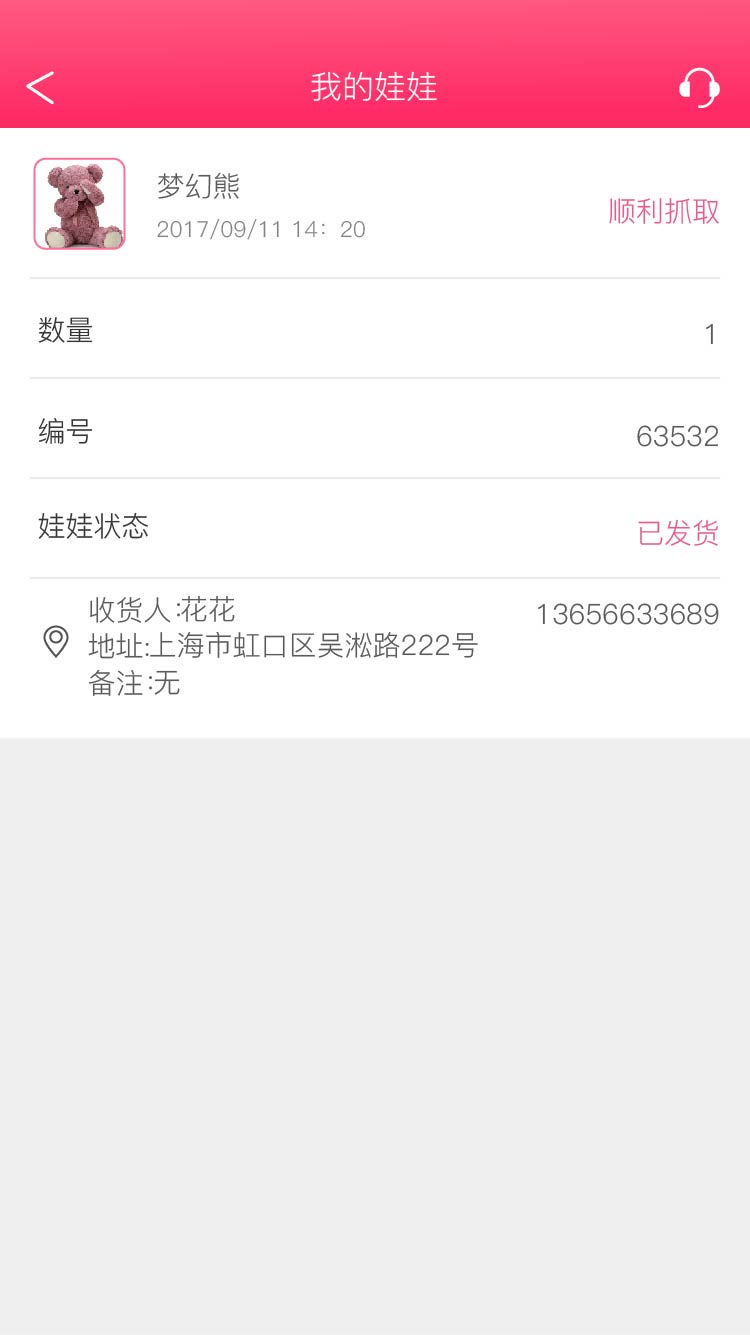 我的娃娃
梦幻熊
2017/09/11 14：20
顺利抓取
数量
1
编号
63532
娃娃状态
已发货
收货人:花花
13656633689
地址:上海市虹口区吴淞路222号
备注:无